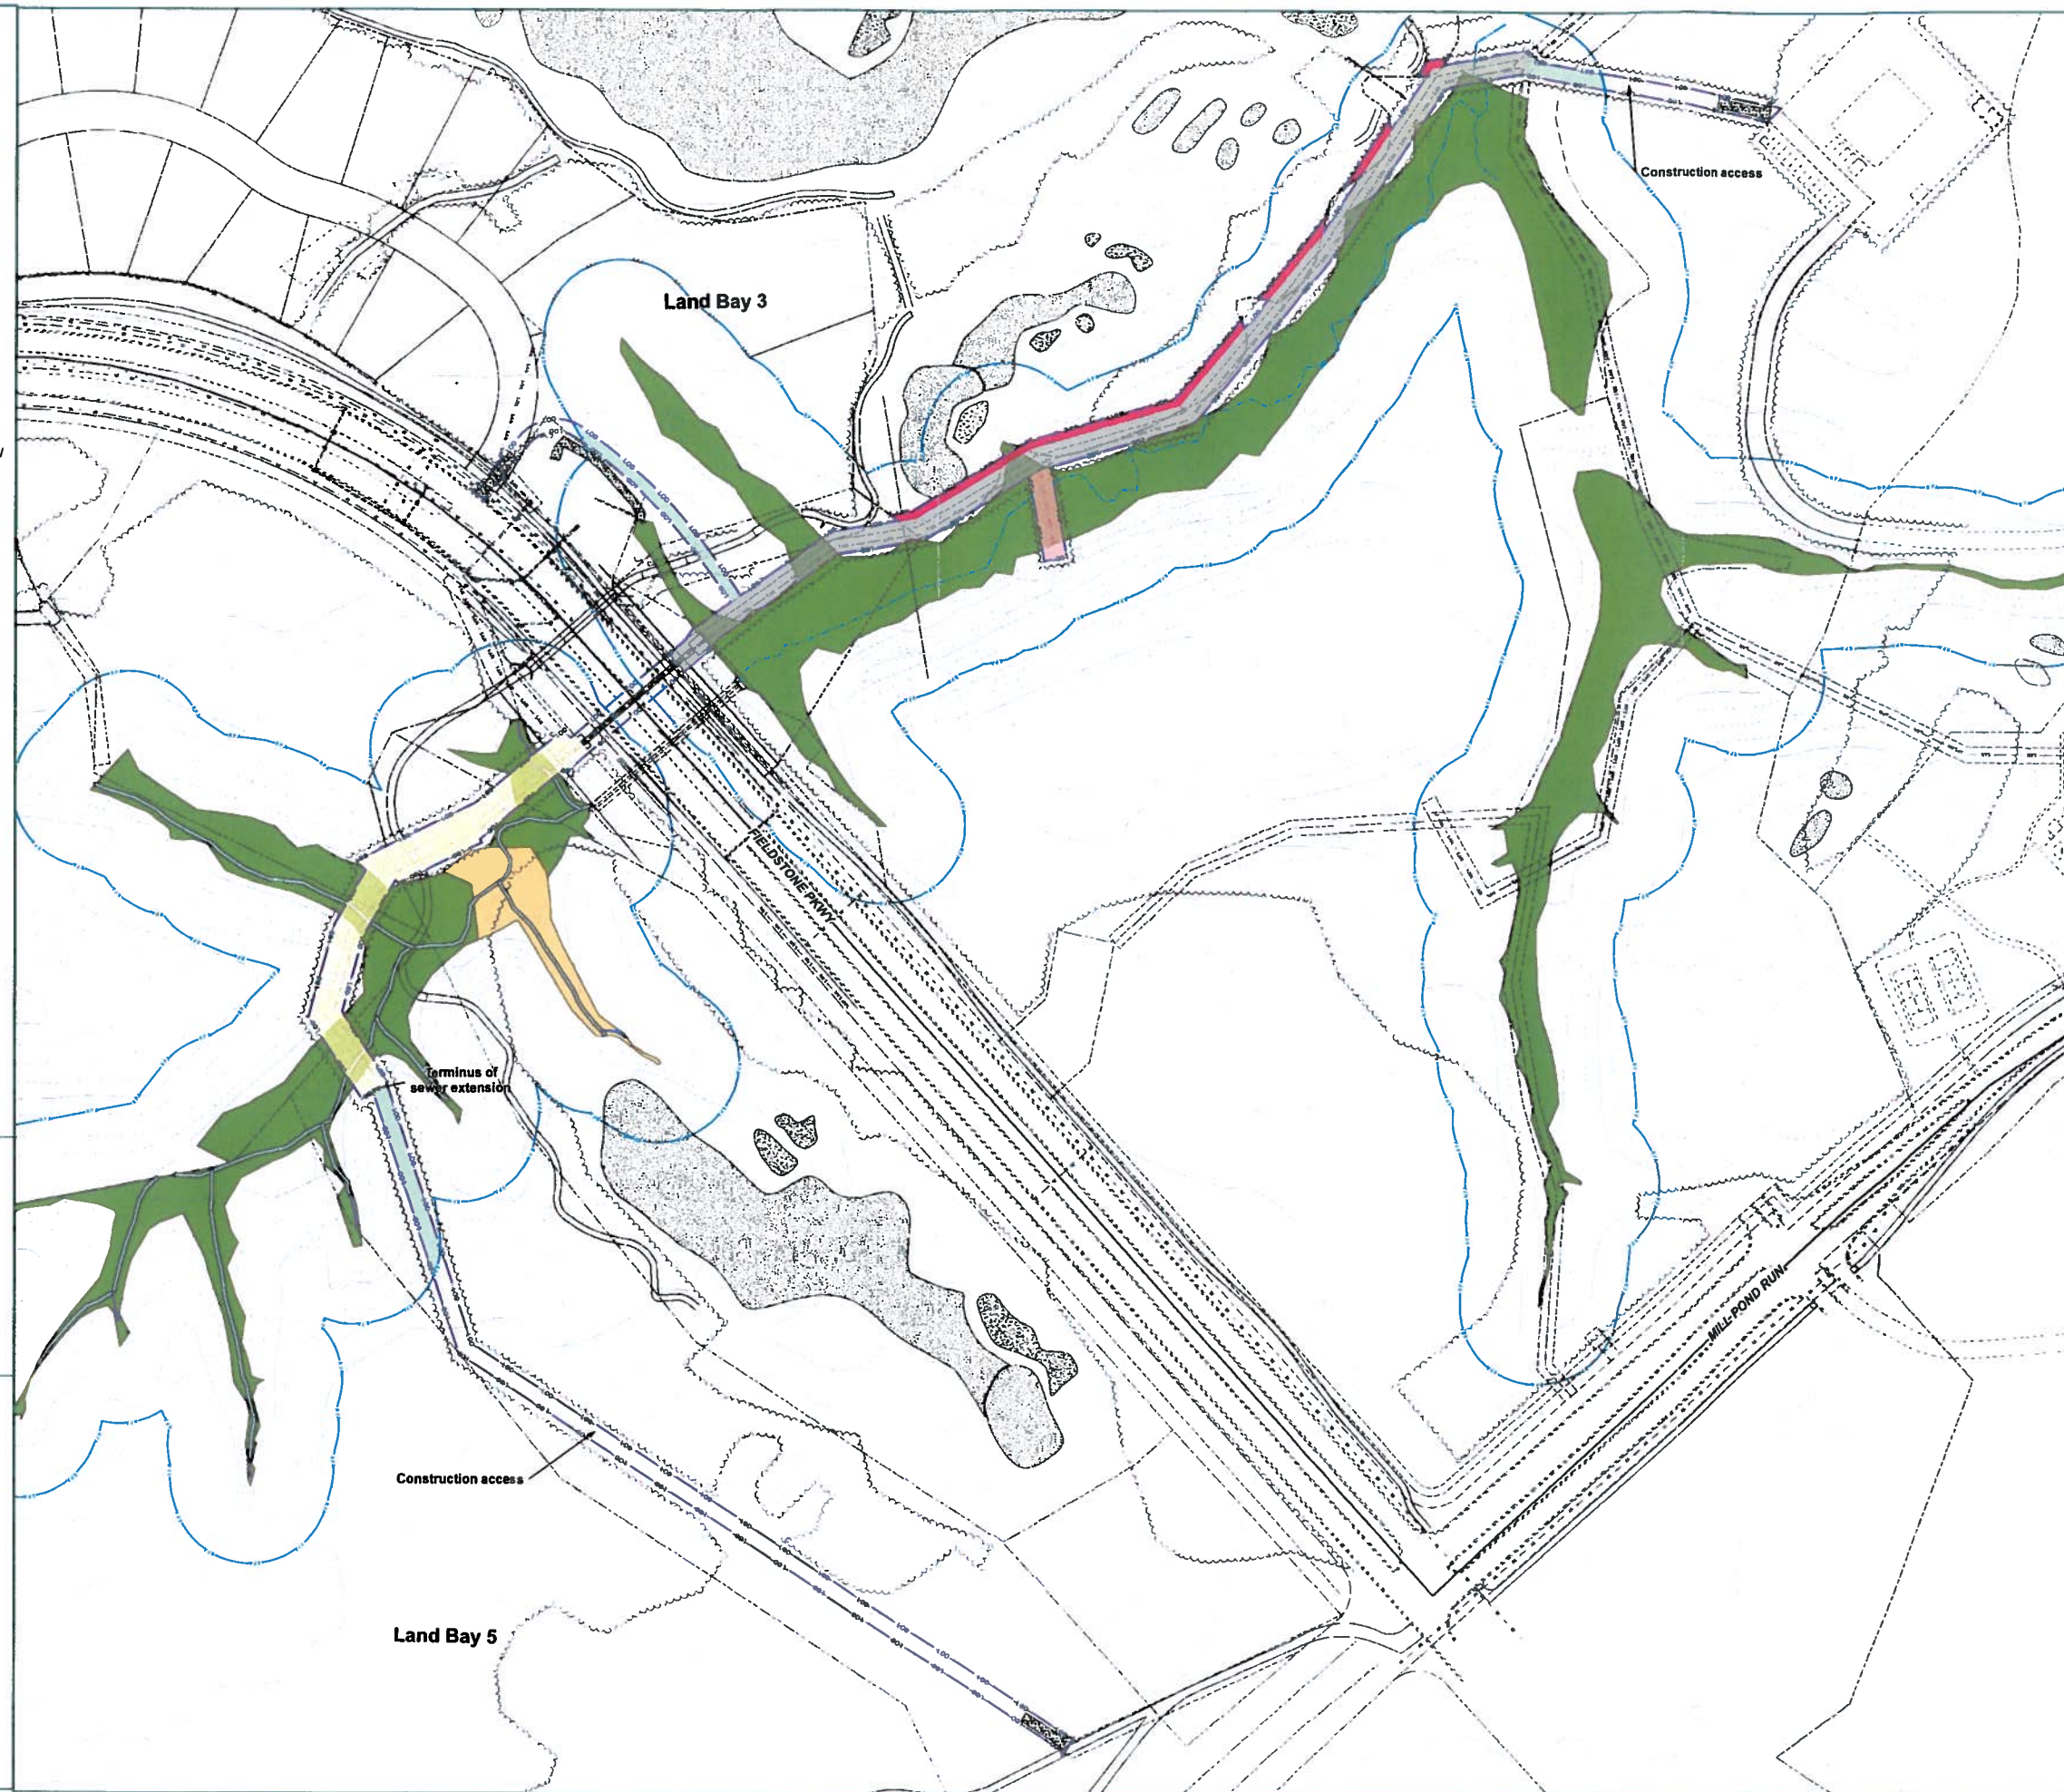 Construction access
Land Bay 3
FIELDSTONE PKWY
Terminus of
sewer extension
MILL POND RUN
Construction access
Land Bay 5